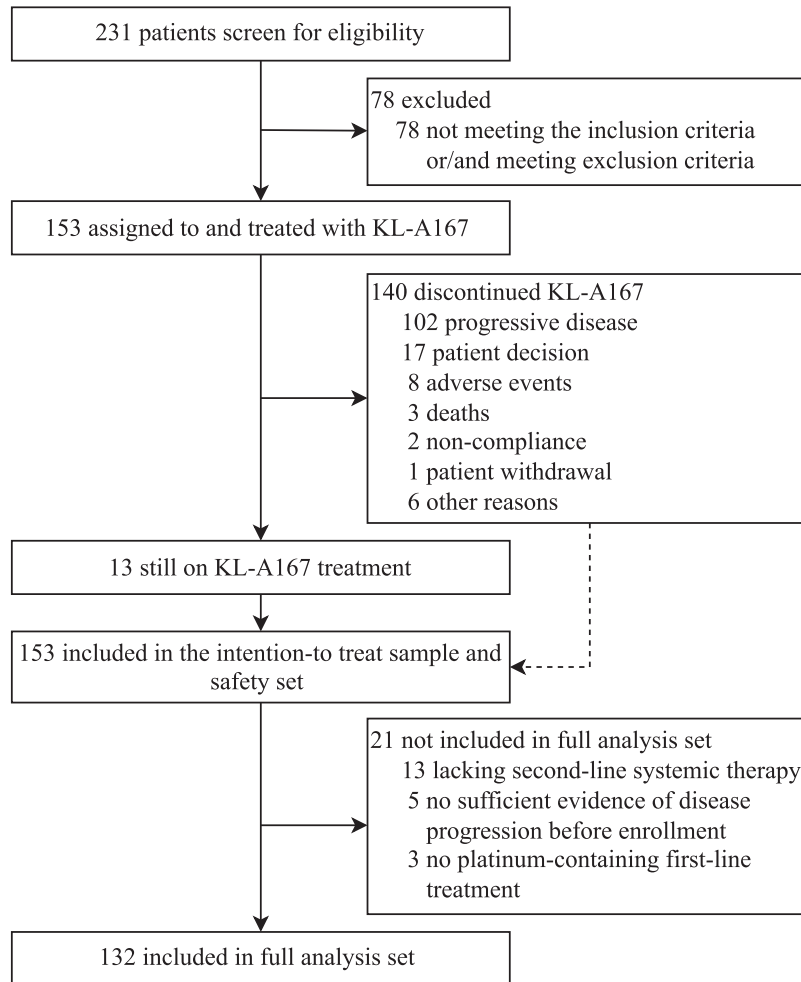 231 patients screen for eligibility
78 excluded
78 not meeting the inclusion criteria
or/and meeting exclusion criteria
153 assigned to and treated with KL-A167
140 discontinued KL-A167
102 progressive disease
17 patient decision
8 adverse events
3 deaths
2 non-compliance
1 patient withdrawal
6 other reasons
13 still on KL-A167 treatment
153 included in the intention-to treat sample and
safety set
21 not included in full analysis set
13 lacking second-line systemic therapy
5 no sufficient evidence of disease
progression before enrollment
3 no platinum-containing first-line
treatment
132 included in full analysis set